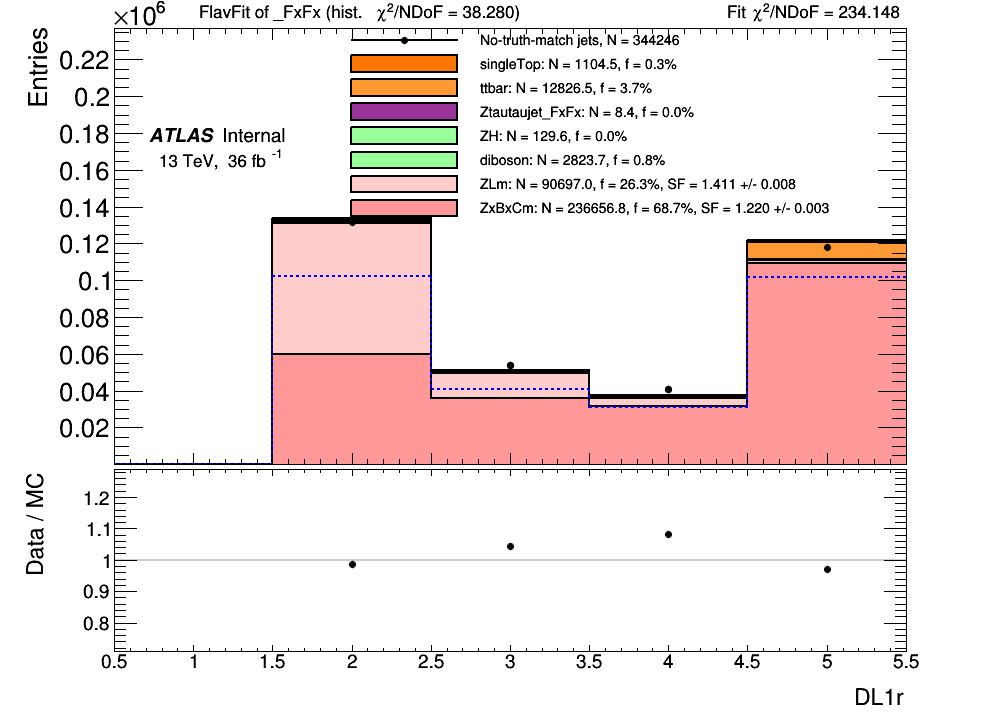 ×10⁶ FlavFit of _FxFx (hist. χ²/NDoF = 38.280) Fit χ²/NDoF = 234.148
Entries
No-truth-match jets, N = 344246
singleTop: N = 1104.5, f = 0.3%
ttbar: N = 12826.5, f = 3.7%
Ztautaujet_FxFx: N = 8.4, f = 0.0%
ZH: N = 129.6, f = 0.0%
diboson: N = 2823.7, f = 0.8%
ZLm: N = 90697.0, f = 26.3%, SF = 1.411 +/- 0.008
ZxBxCm: N = 236656.8, f = 68.7%, SF = 1.220 +/- 0.003
ATLAS Internal
13 TeV, 36 fb⁻¹
0.22
0.2
0.18
0.16
0.14
0.12
0.1
0.08
0.06
0.04
0.02
Data / MC
1.2
1.1
1
0.9
0.8
0.5 1 1.5 2 2.5 3 3.5 4 4.5 5 5.5
DL1r